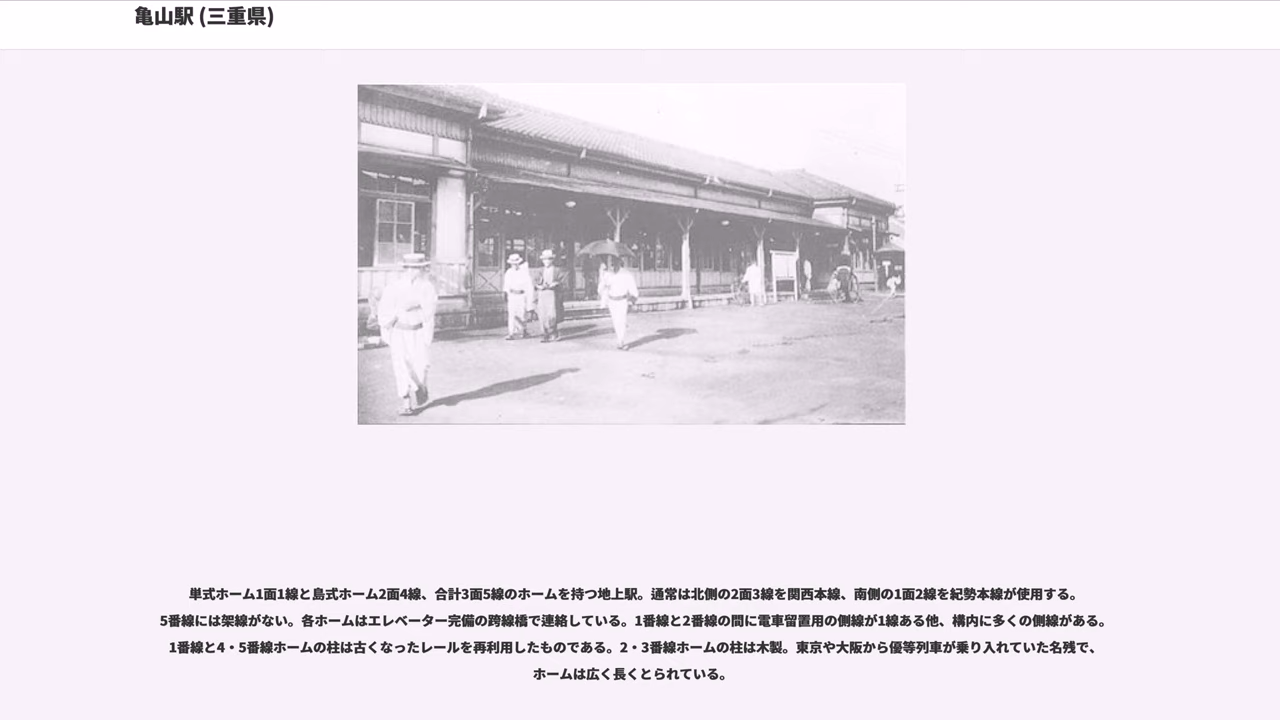 亀山駅 (三重県)
単式ホーム1面1線と島式ホーム2面4線、合計3面5線のホームを持つ地上駅。通常は北側の2面3線を関西本線、南側の1面2線を紀勢本線が使用する。
5番線には架線がない。各ホームはエレベーター完備の跨線橋で連絡している。1番線と2番線の間に電車留置用の側線が1線ある他、構内に多くの側線がある。
1番線と4・5番線ホームの柱は古くなったレールを再利用したものである。2・3番線ホームの柱は木製。東京や大阪から優等列車が乗り入れていた名残で、
ホームは広く長くとられている。